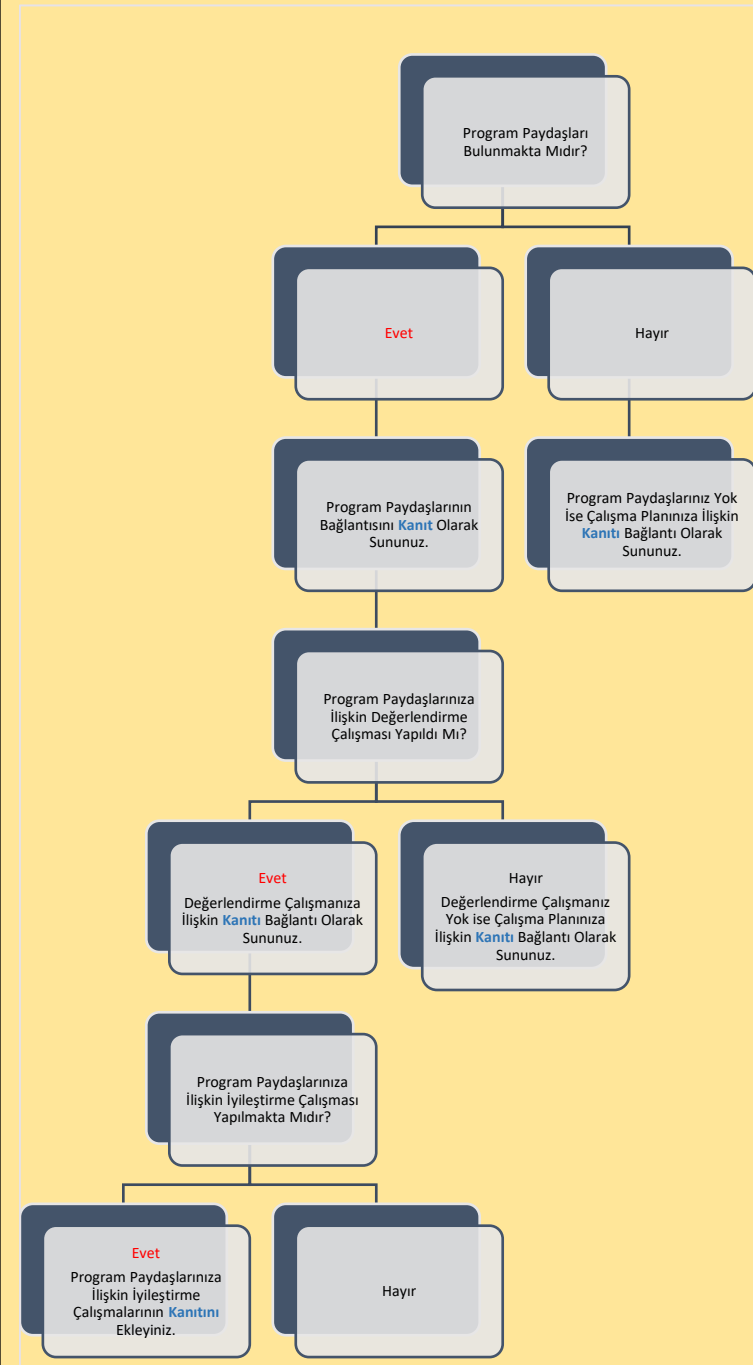 Program Paydaşları
Bulunmakta Mıdır?
Evet
Hayır
Program Paydaşlarının
Bağlantısını Kanıt Olarak
Sununuz.
Program Paydaşlarınız Yok
İse Çalışma Planınıza İlişkin
Kanıtı Bağlantı Olarak
Sununuz.
Program Paydaşlarınıza
İlişkin Değerlendirme
Çalışması Yapıldı Mı?
Evet
Değerlendirme Çalışmanıza
İlişkin Kanıtı Bağlantı Olarak
Sununuz.
Hayır
Değerlendirme Çalışmanız
Yok ise Çalışma Planınıza
İlişkin Kanıtı Bağlantı Olarak
Sununuz.
Program Paydaşlarınıza
İlişkin İyileştirme Çalışması
Yapılmakta Mıdır?
Evet
Program Paydaşlarınıza
İlişkin İyileştirme
Çalışmalarının Kanıtını
Ekleyiniz.
Hayır